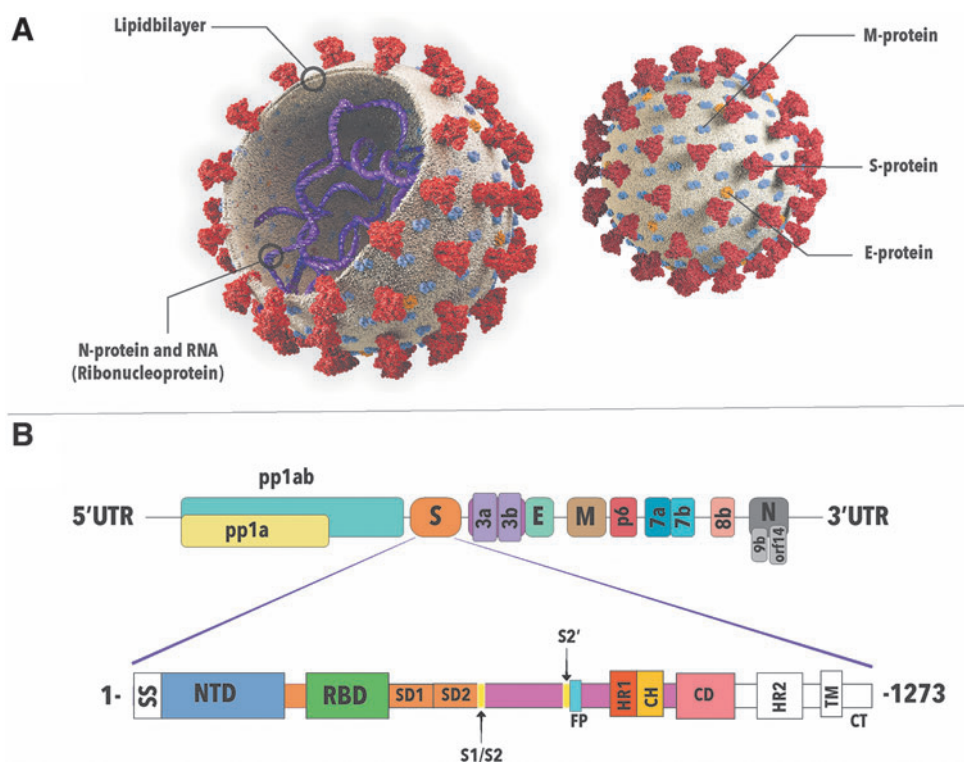 A
Lipidbilayer
M-protein
S-protein
E-protein
N-protein and RNA
(Ribonucleoprotein)
B
pp1ab
5'UTR
pp1a
S
3a
3b
E
M
p6
7a
7b
8b
N
9b
orf14
3'UTR
S2'
1-
SS
NTD
RBD
SD1
SD2
FP
HR1
CH
CD
HR2
TM
CT
-1273
S1/S2